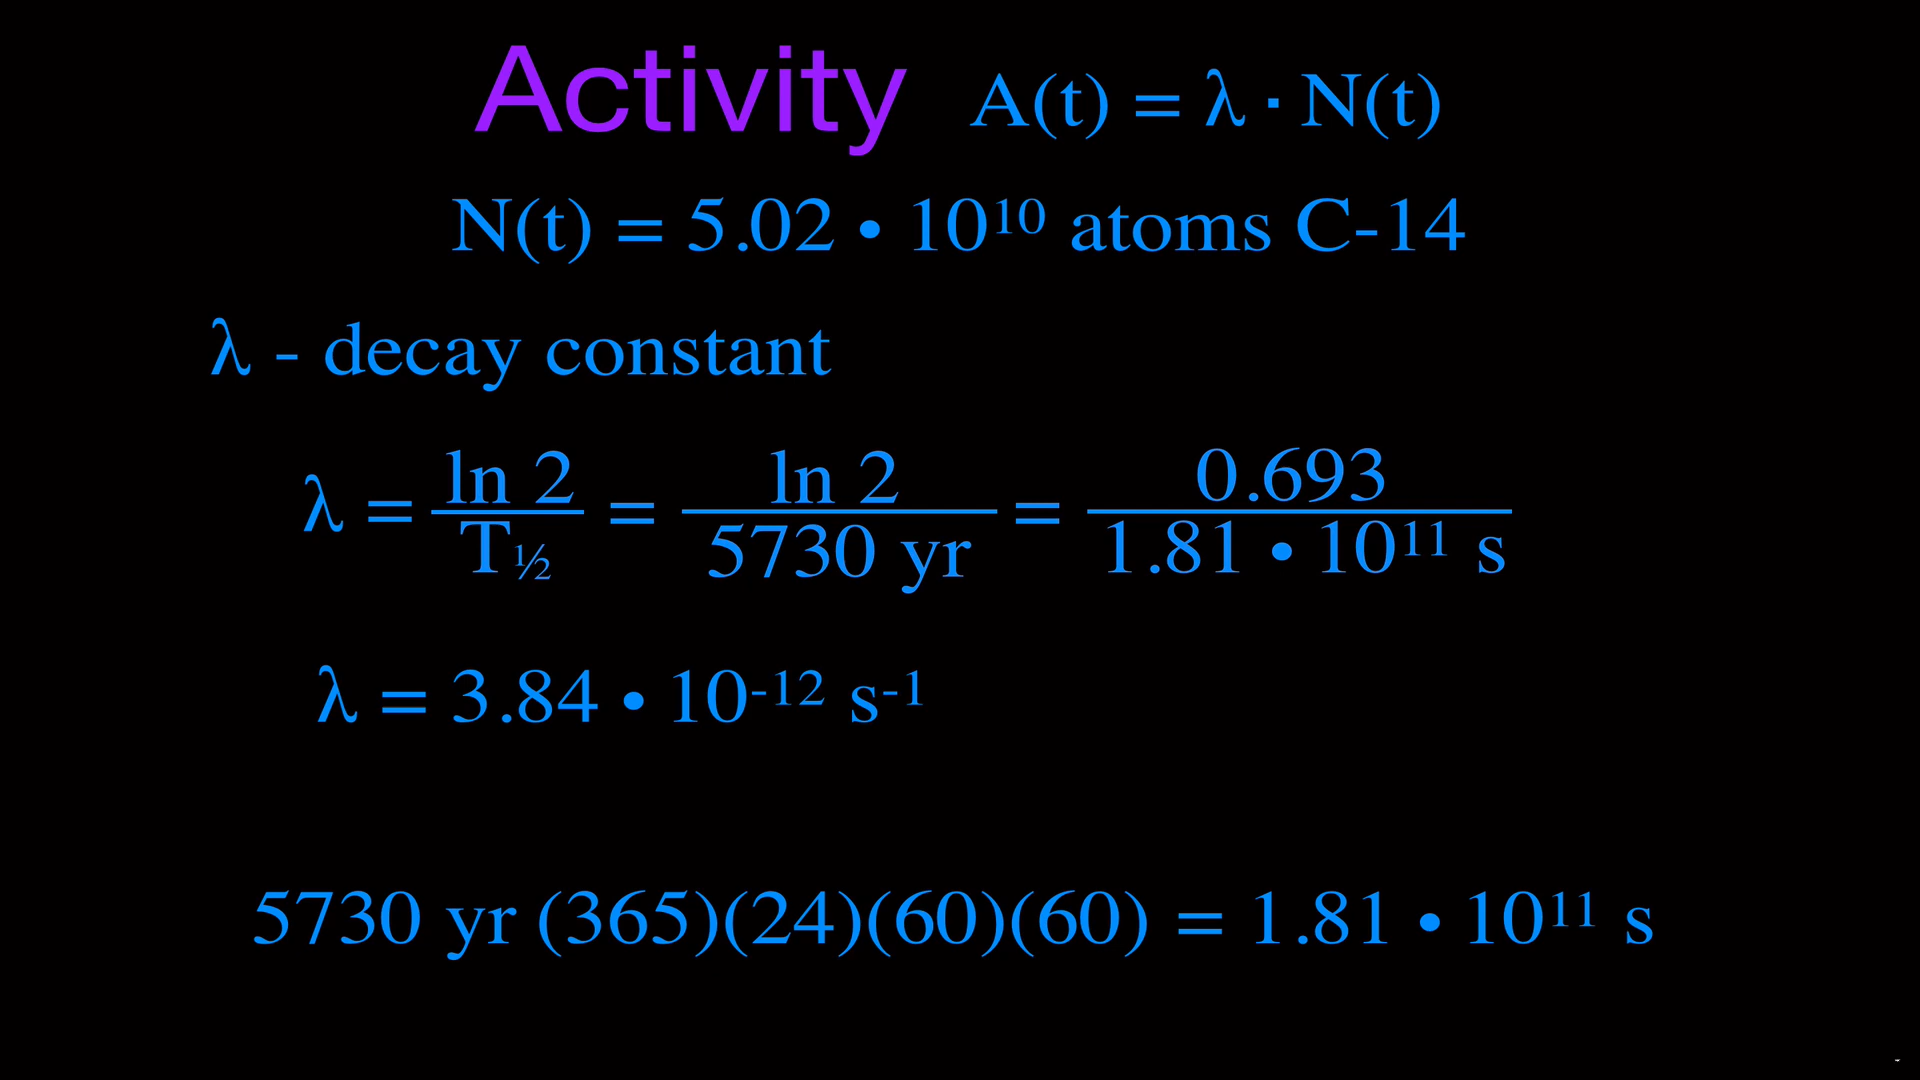 Activity A(t) = λ · N(t)
N(t) = 5.02 • 10¹⁰ atoms C-14
λ - decay constant
λ = ln 2 / T½ = ln 2 / 5730 yr = 0.693 / 1.81 • 10¹¹ s
λ = 3.84 • 10⁻¹² s⁻¹
5730 yr (365)(24)(60)(60) = 1.81 • 10¹¹ s